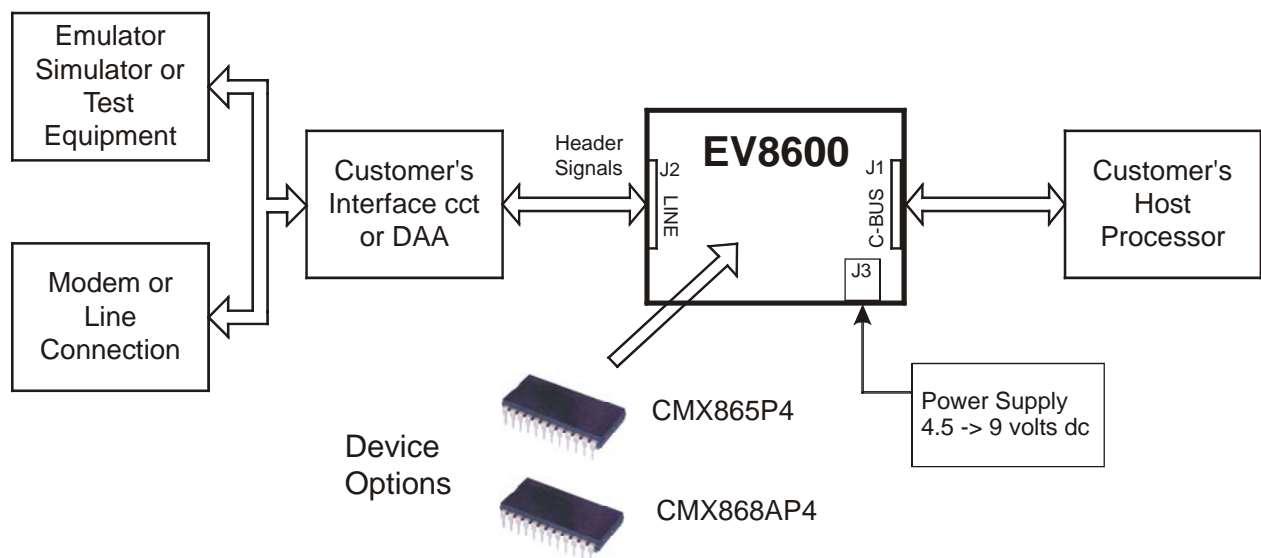 Emulator
Simulator or
Test
Equipment
Modem or
Line
Connection
Customer's
Interface cct
or DAA
Header
Signals
EV8600
J2
LINE
J1
C-BUS
J3
Customer's
Host
Processor
Power Supply
4.5 -> 9 volts dc
Device
Options
CMX865P4
CMX868AP4